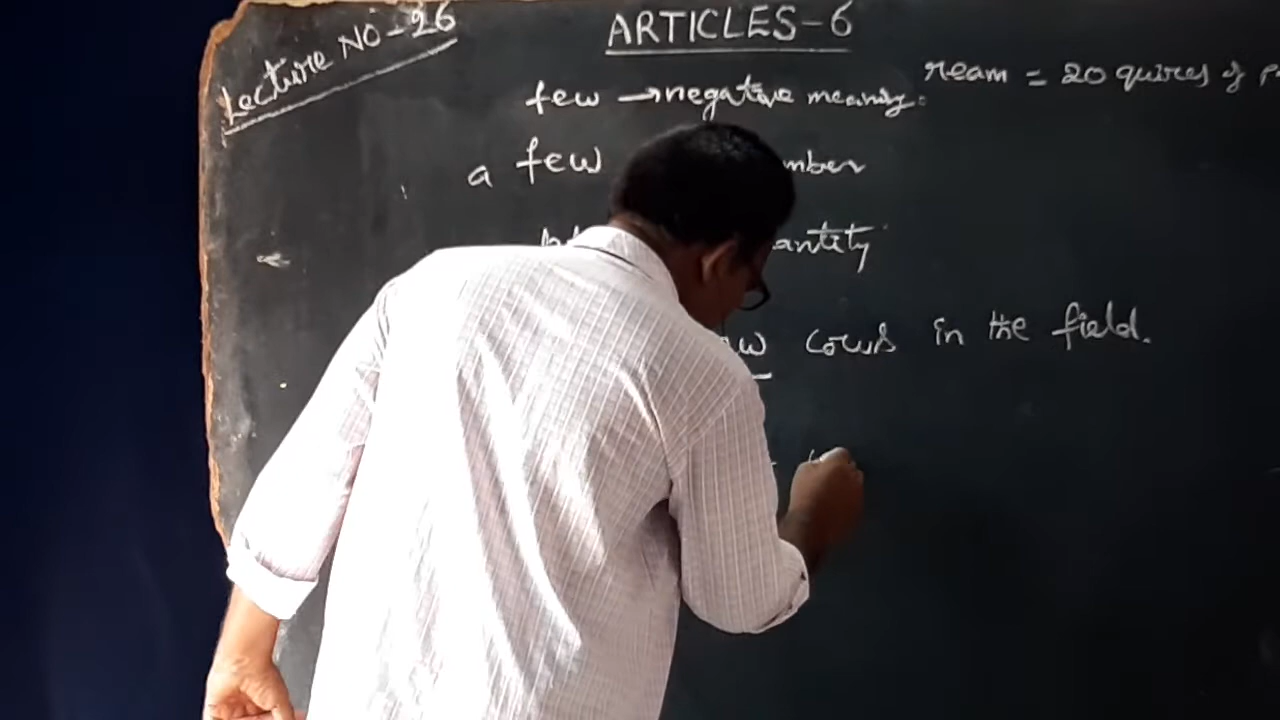 Lecture NO-26
ARTICLES-6
ream = 20 quires of
few → negative meaning.
a few mber
antity
w cows in the field.